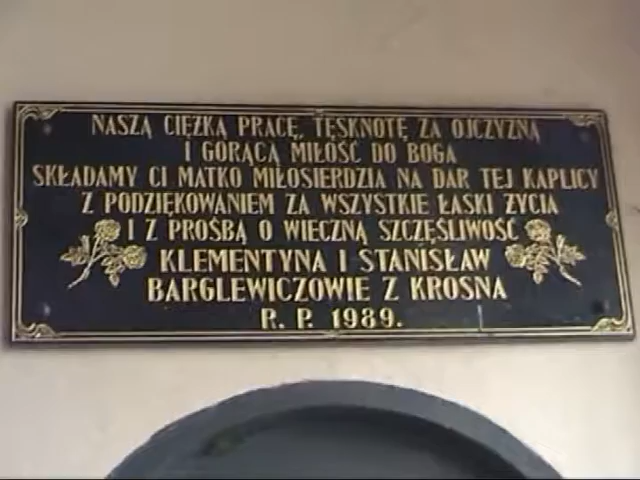 NASZĄ CIĘŻKĄ PRACĘ, TĘSKNOTĘ ZA OJCZYZNĄ
I GORĄCĄ MIŁOŚĆ DO BOGA
SKŁADAMY CI MATKO MIŁOSIERDZIA NA DAR TEJ KAPLICY
Z PODZIĘKOWANIEM ZA WSZYSTKIE ŁASKI ŻYCIA
I Z PROŚBĄ O WIECZNĄ SZCZĘŚLIWOŚĆ
KLEMENTYNA I STANISŁAW
BARGLEWICZOWIE Z KROSNA
R. P. 1989.